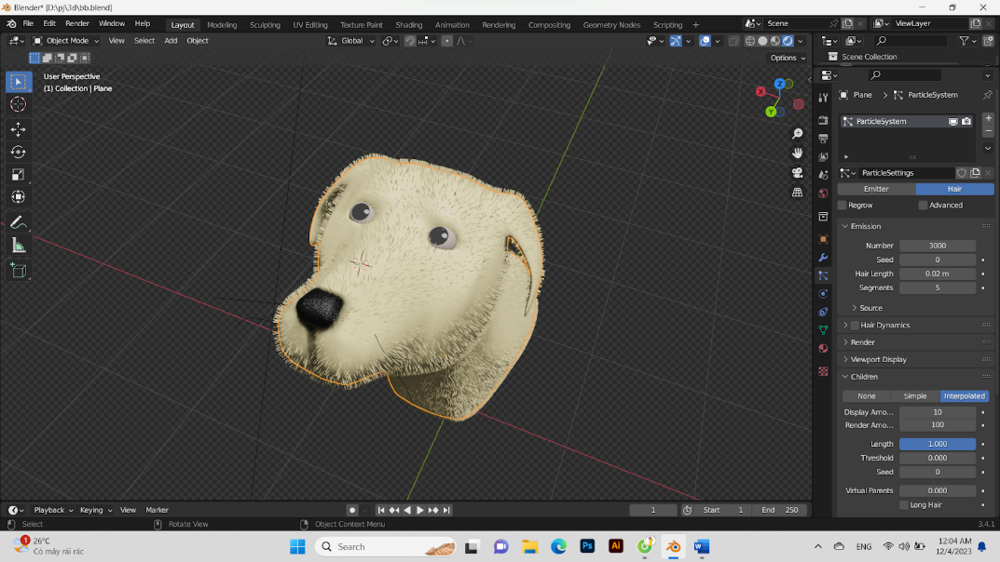 Blender* [D:\pj\3d\bb.blend]
File Edit Render Window Help Layout Modeling Sculpting UV Editing Texture Paint Shading Animation Rendering Compositing Geometry Nodes Scripting + Scene ViewLayer
Object Mode View Select Add Object Global
Options
User Perspective
(1) Collection | Plane
X Y Z
Scene Collection
Plane > ParticleSystem
ParticleSystem
ParticleSettings
Emitter Hair
Regrow Advanced
Emission
Number 3000
Seed 0
Hair Length 0.02 m
Segments 5
Source
Hair Dynamics
Render
Viewport Display
Children
None Simple Interpolated
Display Amo... 10
Render Amo... 100
Length 1.000
Threshold 0.000
Seed 0
Virtual Parents 0.000
Long Hair
Playback Keying View Marker 1 Start 1 End 250
Select Rotate View Object Context Menu 3.4.1
1
26°C
Có mây rải rác
Search
Ps
Ai
W
ENG
12:04 AM
12/4/2023